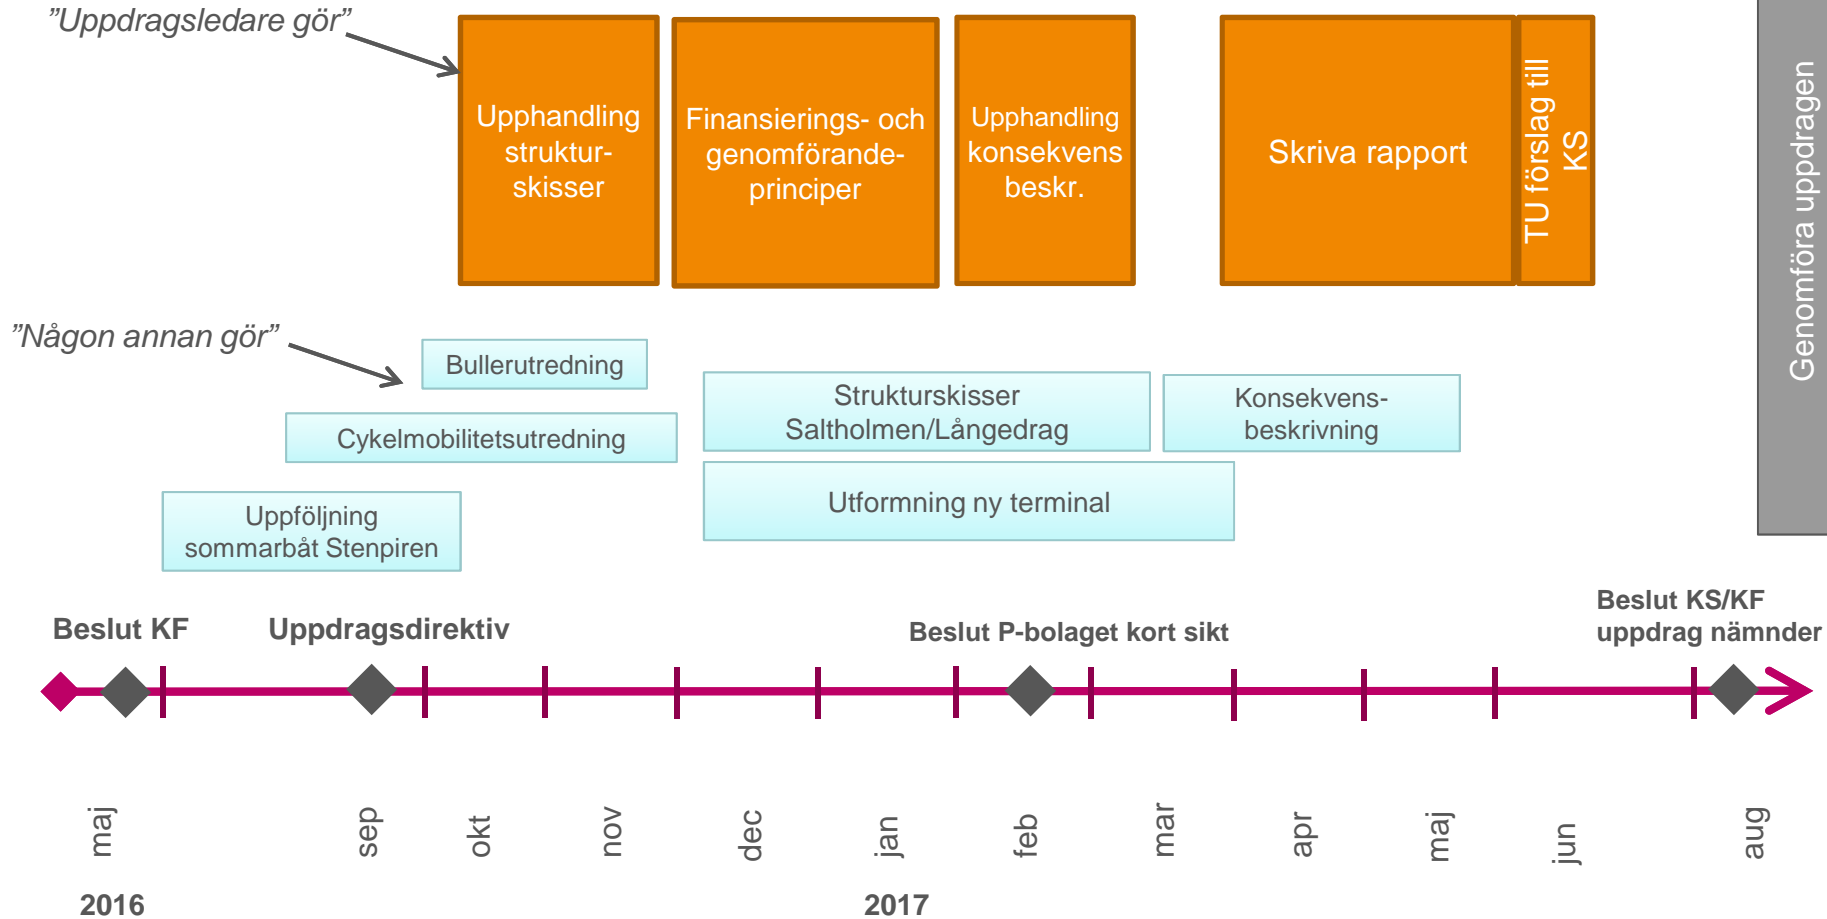 ”Uppdragsledare gör”
Upphandling
struktur-
skisser
Finansierings- och
genomförande-
principer
Upphandling
konsekvens
beskr.
Skriva rapport
TU förslag till
KS
Genomföra uppdragen
”Någon annan gör”
Bullerutredning
Cykelmobilitetsutredning
Uppföljning
sommarbåt Stenpiren
Strukturskisser
Saltholmen/Långedrag
Konsekvens-
beskrivning
Utformning ny terminal
Beslut KF
Uppdragsdirektiv
Beslut P-bolaget kort sikt
Beslut KS/KF
uppdrag nämnder
maj
sep
okt
nov
dec
jan
feb
mar
apr
maj
jun
aug
2016
2017